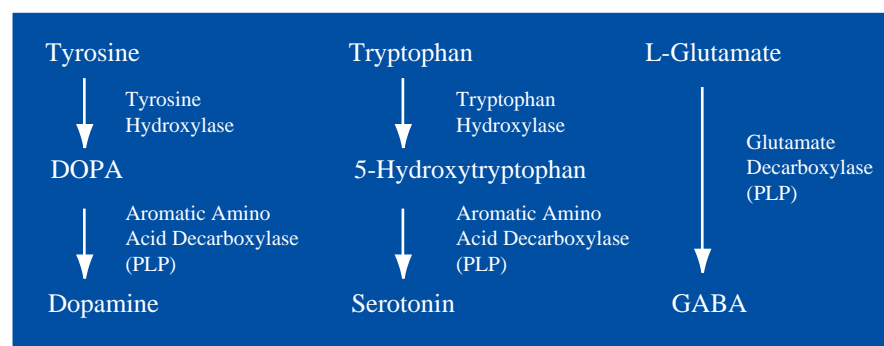 Tyrosine
Tyrosine
Hydroxylase
DOPA
Aromatic Amino
Acid Decarboxylase
(PLP)
Dopamine
Tryptophan
Tryptophan
Hydroxylase
5-Hydroxytryptophan
Aromatic Amino
Acid Decarboxylase
(PLP)
Serotonin
L-Glutamate
Glutamate
Decarboxylase
(PLP)
GABA